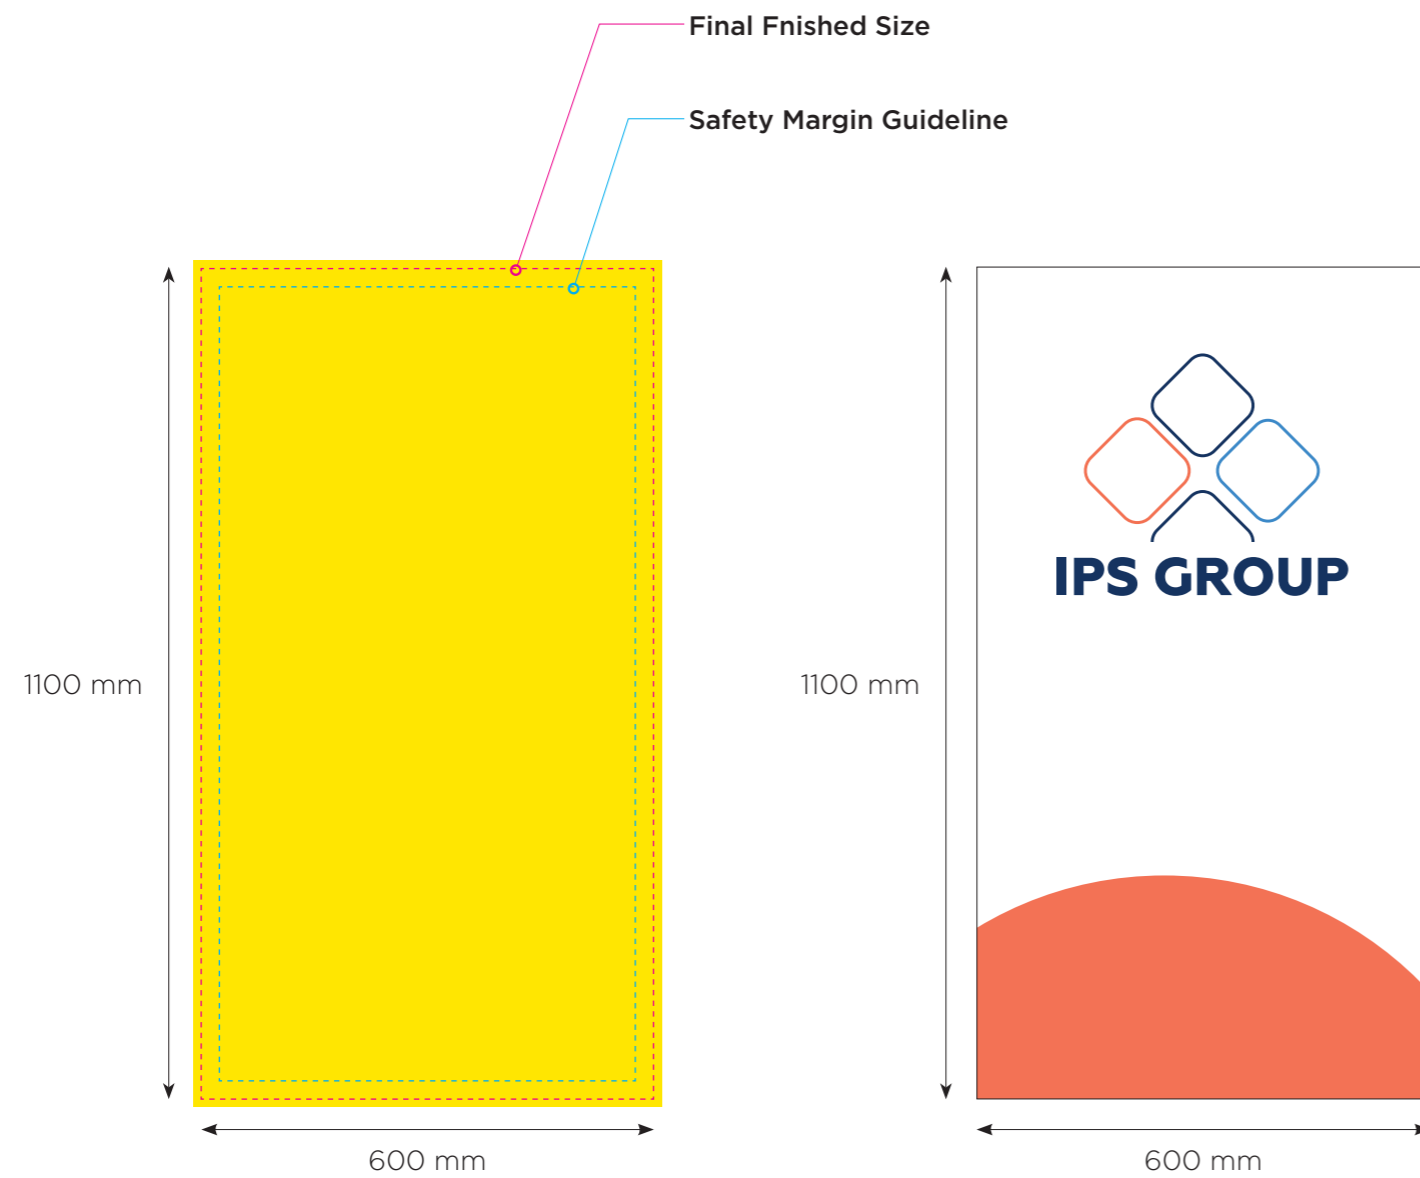 Final Fnished Size
Safety Margin Guideline
1100 mm
600 mm
IPS GROUP
1100 mm
600 mm